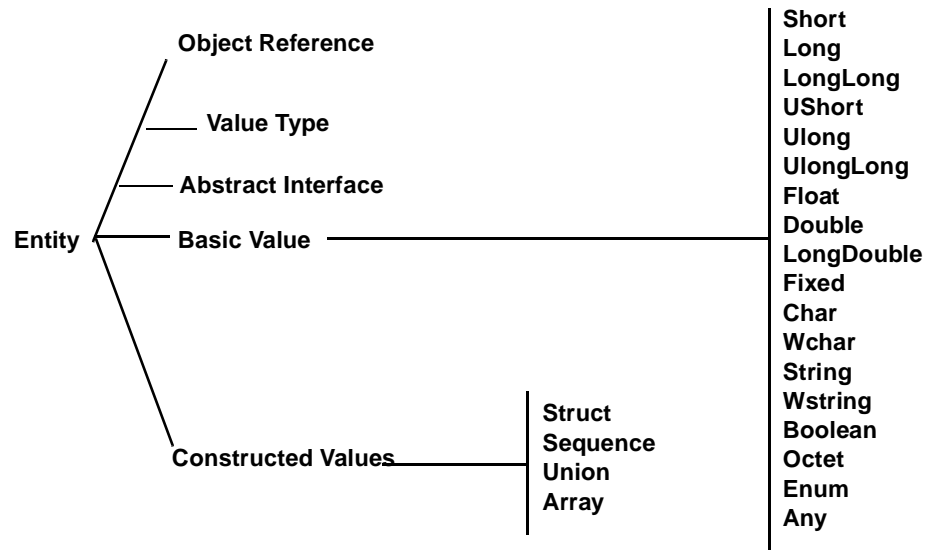 Object Reference
Value Type
Abstract Interface
Entity
Basic Value
Constructed Values
Struct
Sequence
Union
Array
Short
Long
LongLong
UShort
Ulong
UlongLong
Float
Double
LongDouble
Fixed
Char
Wchar
String
Wstring
Boolean
Octet
Enum
Any